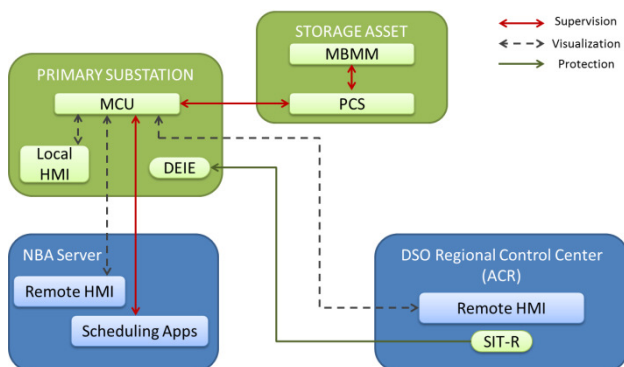 STORAGE ASSET
MBMM
PCS
Supervision
Visualization
Protection
PRIMARY SUBSTATION
MCU
Local
HMI
DEIE
NBA Server
Remote HMI
Scheduling Apps
DSO Regional Control Center
(ACR)
Remote HMI
SIT-R